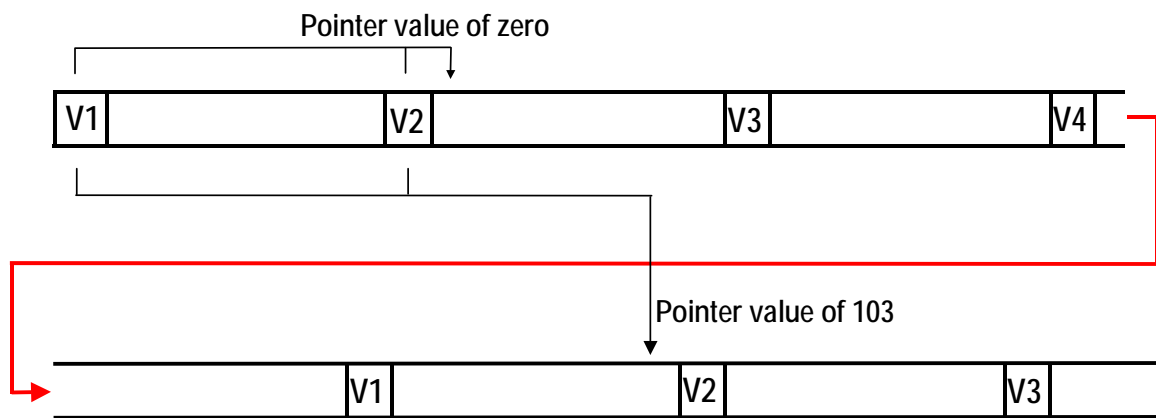 Pointer value of zero
V1 V2 V3 V4
Pointer value of 103
V1 V2 V3